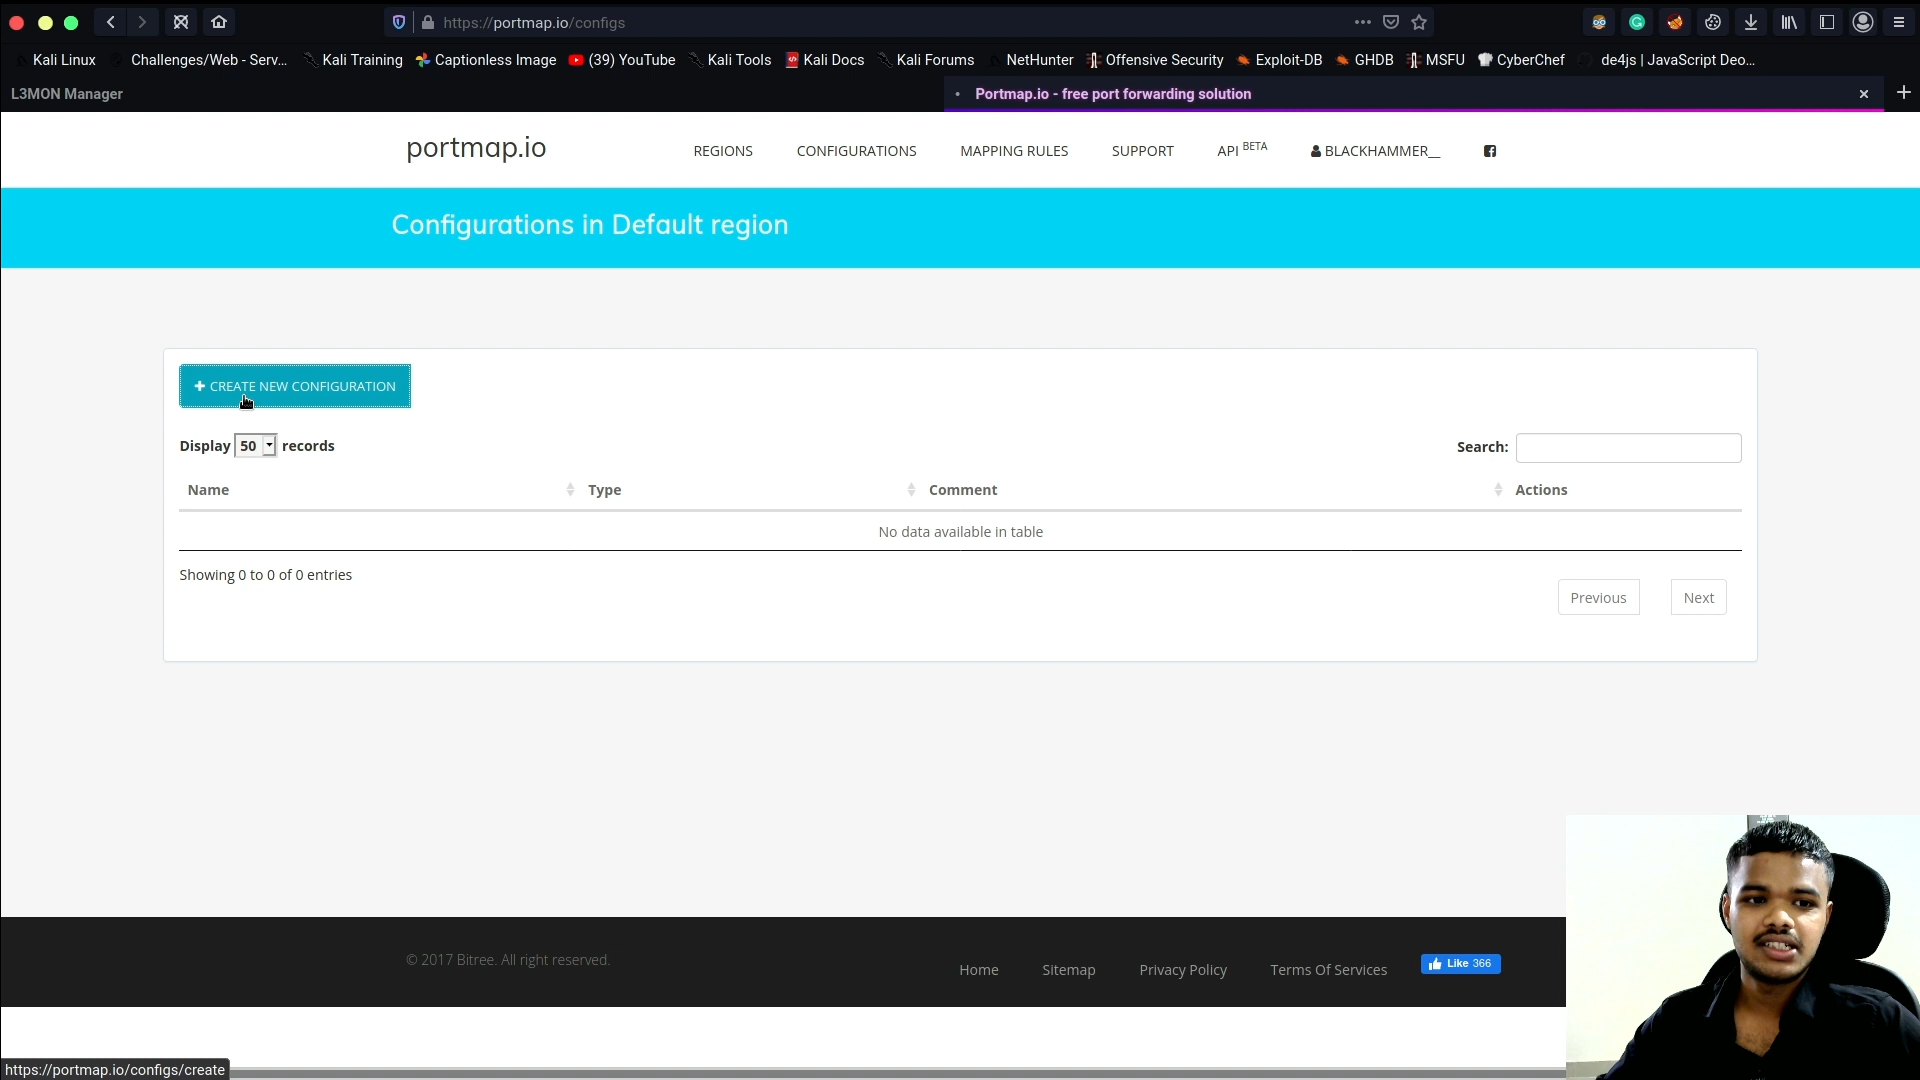 https://portmap.io/configs
Kali Linux
Challenges/Web - Serv...
Kali Training
Captionless Image
(39) YouTube
Kali Tools
Kali Docs
Kali Forums
NetHunter
Offensive Security
Exploit-DB
GHDB
MSFU
CyberChef
de4js | JavaScript Deo...
L3MON Manager
Portmap.io - free port forwarding solution
portmap.io
REGIONS
CONFIGURATIONS
MAPPING RULES
SUPPORT
API BETA
BLACKHAMMER__
Configurations in Default region
CREATE NEW CONFIGURATION
Display 50 records
Search:
Name
Type
Comment
Actions
No data available in table
Showing 0 to 0 of 0 entries
Previous
Next
© 2017 Bitree. All right reserved.
Home
Sitemap
Privacy Policy
Terms Of Services
Like 366
https://portmap.io/configs/create